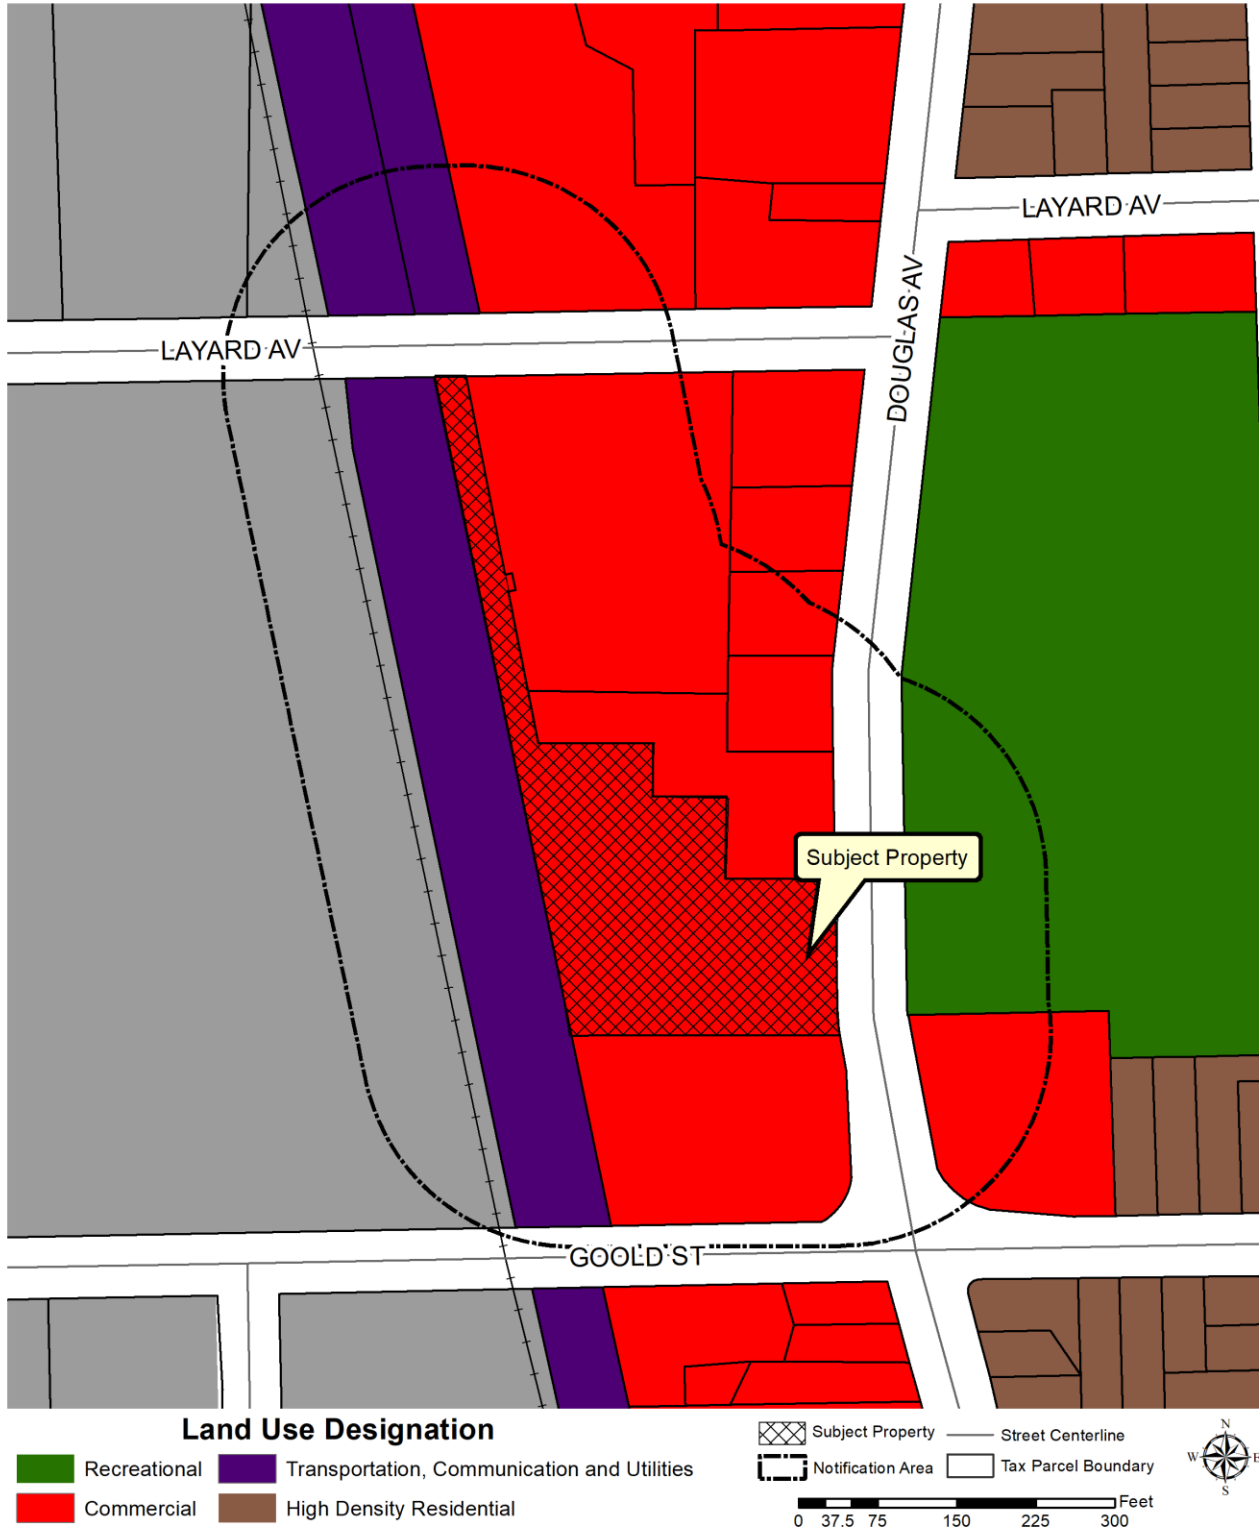 LAYARD AV
LAYARD AV
DOUGLAS AV
Subject Property
GOOLD ST
Land Use Designation
Recreational
Transportation, Communication and Utilities
Commercial
High Density Residential
Subject Property
Street Centerline
Notification Area
Tax Parcel Boundary
Feet
0 37.5 75 150 225 300
N
W E
S